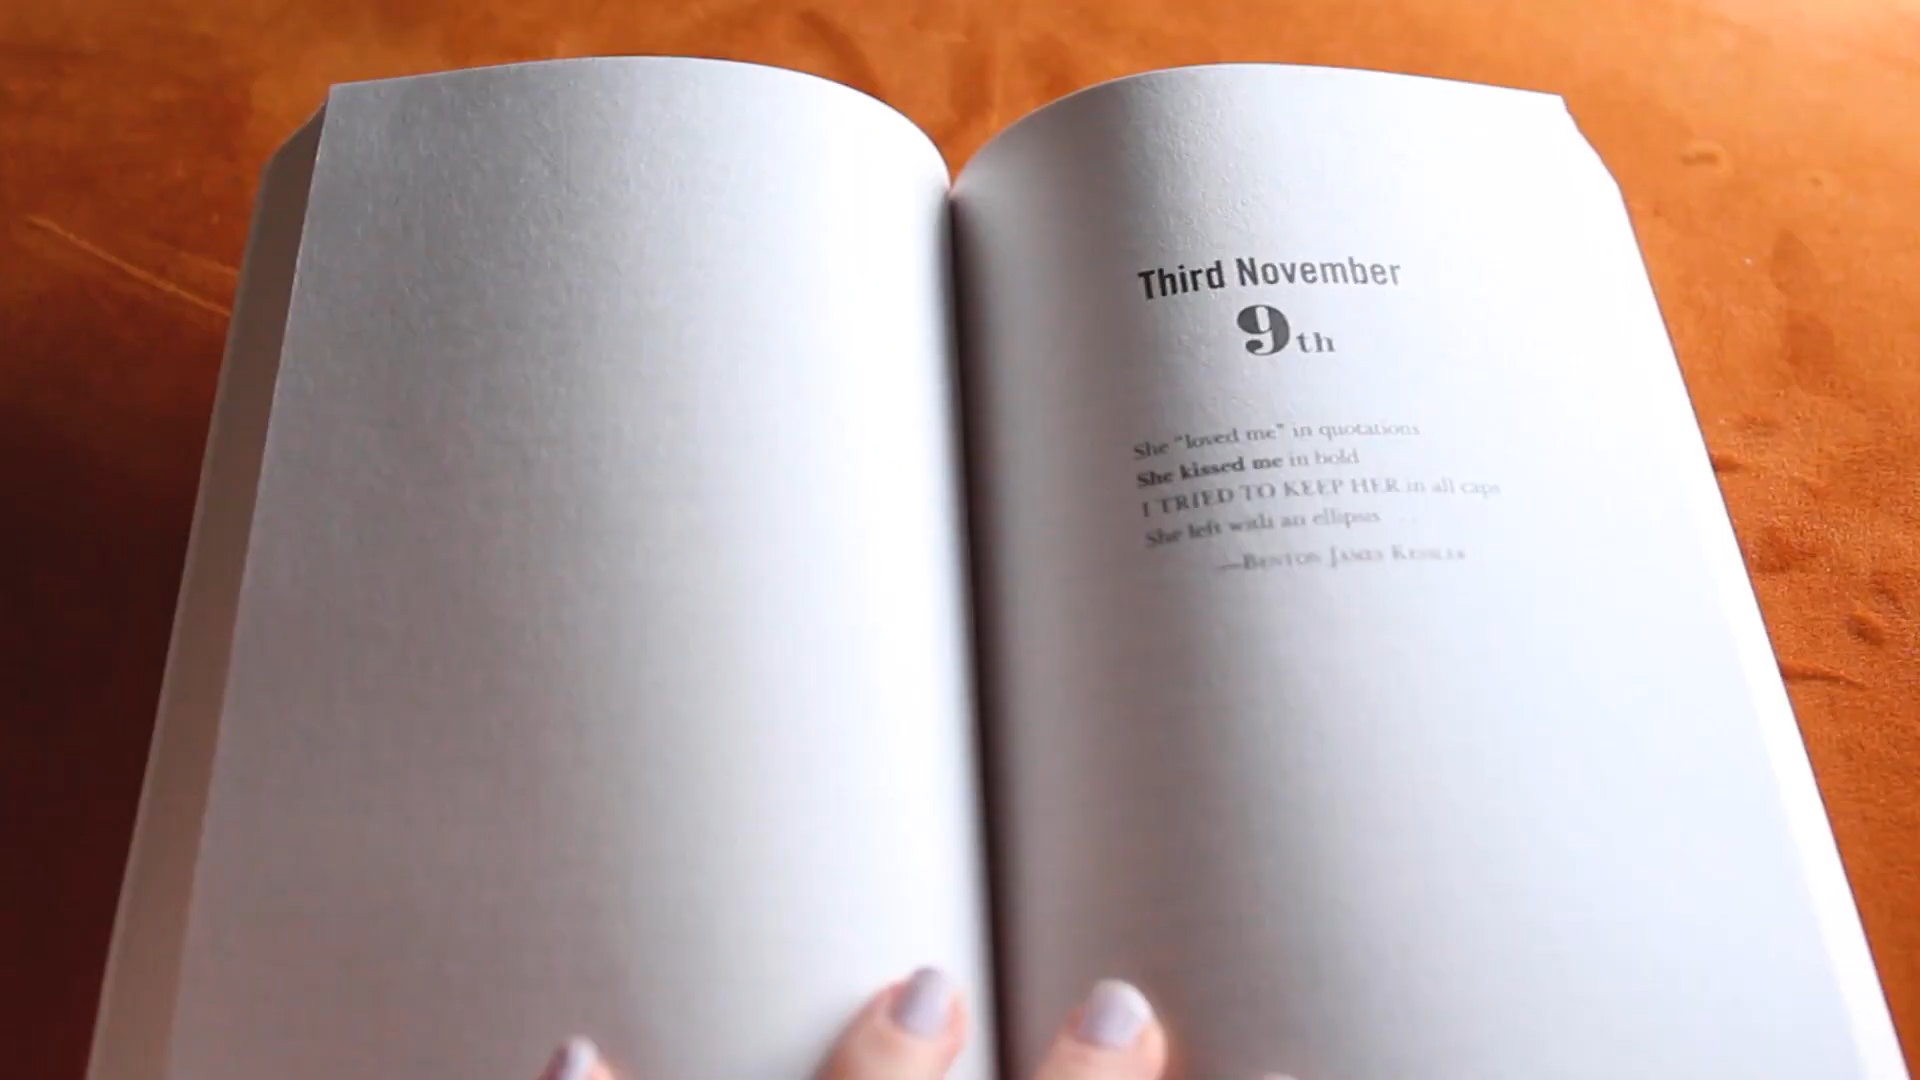 Third November
9th
She “loved me” in quotations
She kissed me in bold
I TRIED TO KEEP HER in all caps
She left with an ellipsis . . .
—BENTON JAMES KESSLER